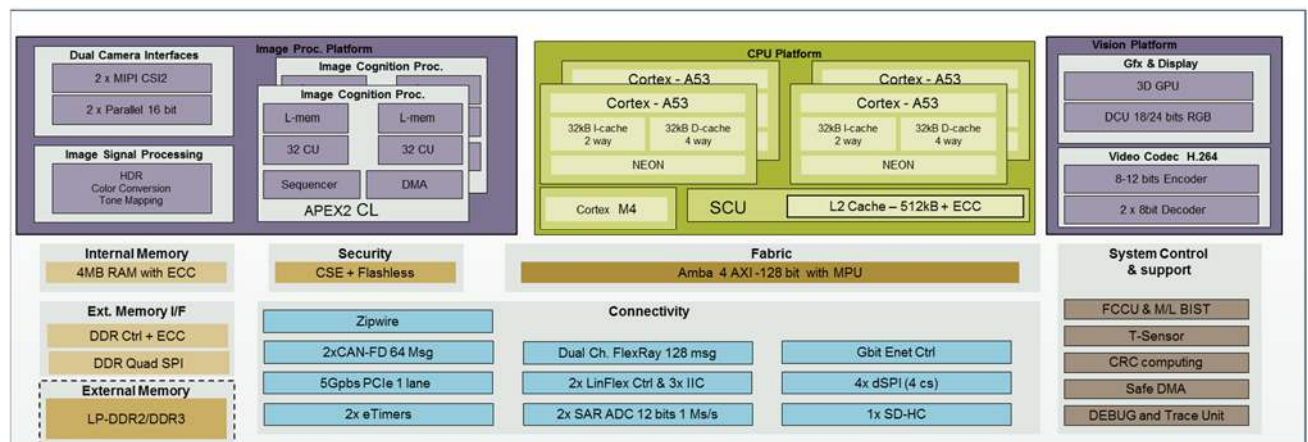 Image Proc. Platform
Dual Camera Interfaces
2 x MIPI CSI2
2 x Parallel 16 bit
Image Signal Processing
HDR
Color Conversion
Tone Mapping
Image Cognition Proc.
Image Cognition Proc.
L-mem
L-mem
32 CU
32 CU
Sequencer
DMA
APEX2 CL
CPU Platform
Cortex - A53
Cortex - A53
Cortex - A53
32kB I-cache
2 way
32kB D-cache
4 way
NEON
Cortex - A53
32kB I-cache
2 way
32kB D-cache
4 way
NEON
Cortex M4
SCU
L2 Cache – 512kB + ECC
Vision Platform
Gfx & Display
3D GPU
DCU 18/24 bits RGB
Video Codec H.264
8-12 bits Encoder
2 x 8bit Decoder
Internal Memory
4MB RAM with ECC
Security
CSE + Flashless
Fabric
Amba 4 AXI -128 bit with MPU
System Control
& support
FCCU & M/L BIST
T-Sensor
CRC computing
Safe DMA
DEBUG and Trace Unit
Ext. Memory I/F
DDR Ctrl + ECC
DDR Quad SPI
External Memory
LP-DDR2/DDR3
Connectivity
Zipwire
2xCAN-FD 64 Msg
Dual Ch. FlexRay 128 msg
Gbit Enet Ctrl
5Gpbs PCIe 1 lane
2x LinFlex Ctrl & 3x IIC
4x dSPI (4 cs)
2x eTimers
2x SAR ADC 12 bits 1 Ms/s
1x SD-HC